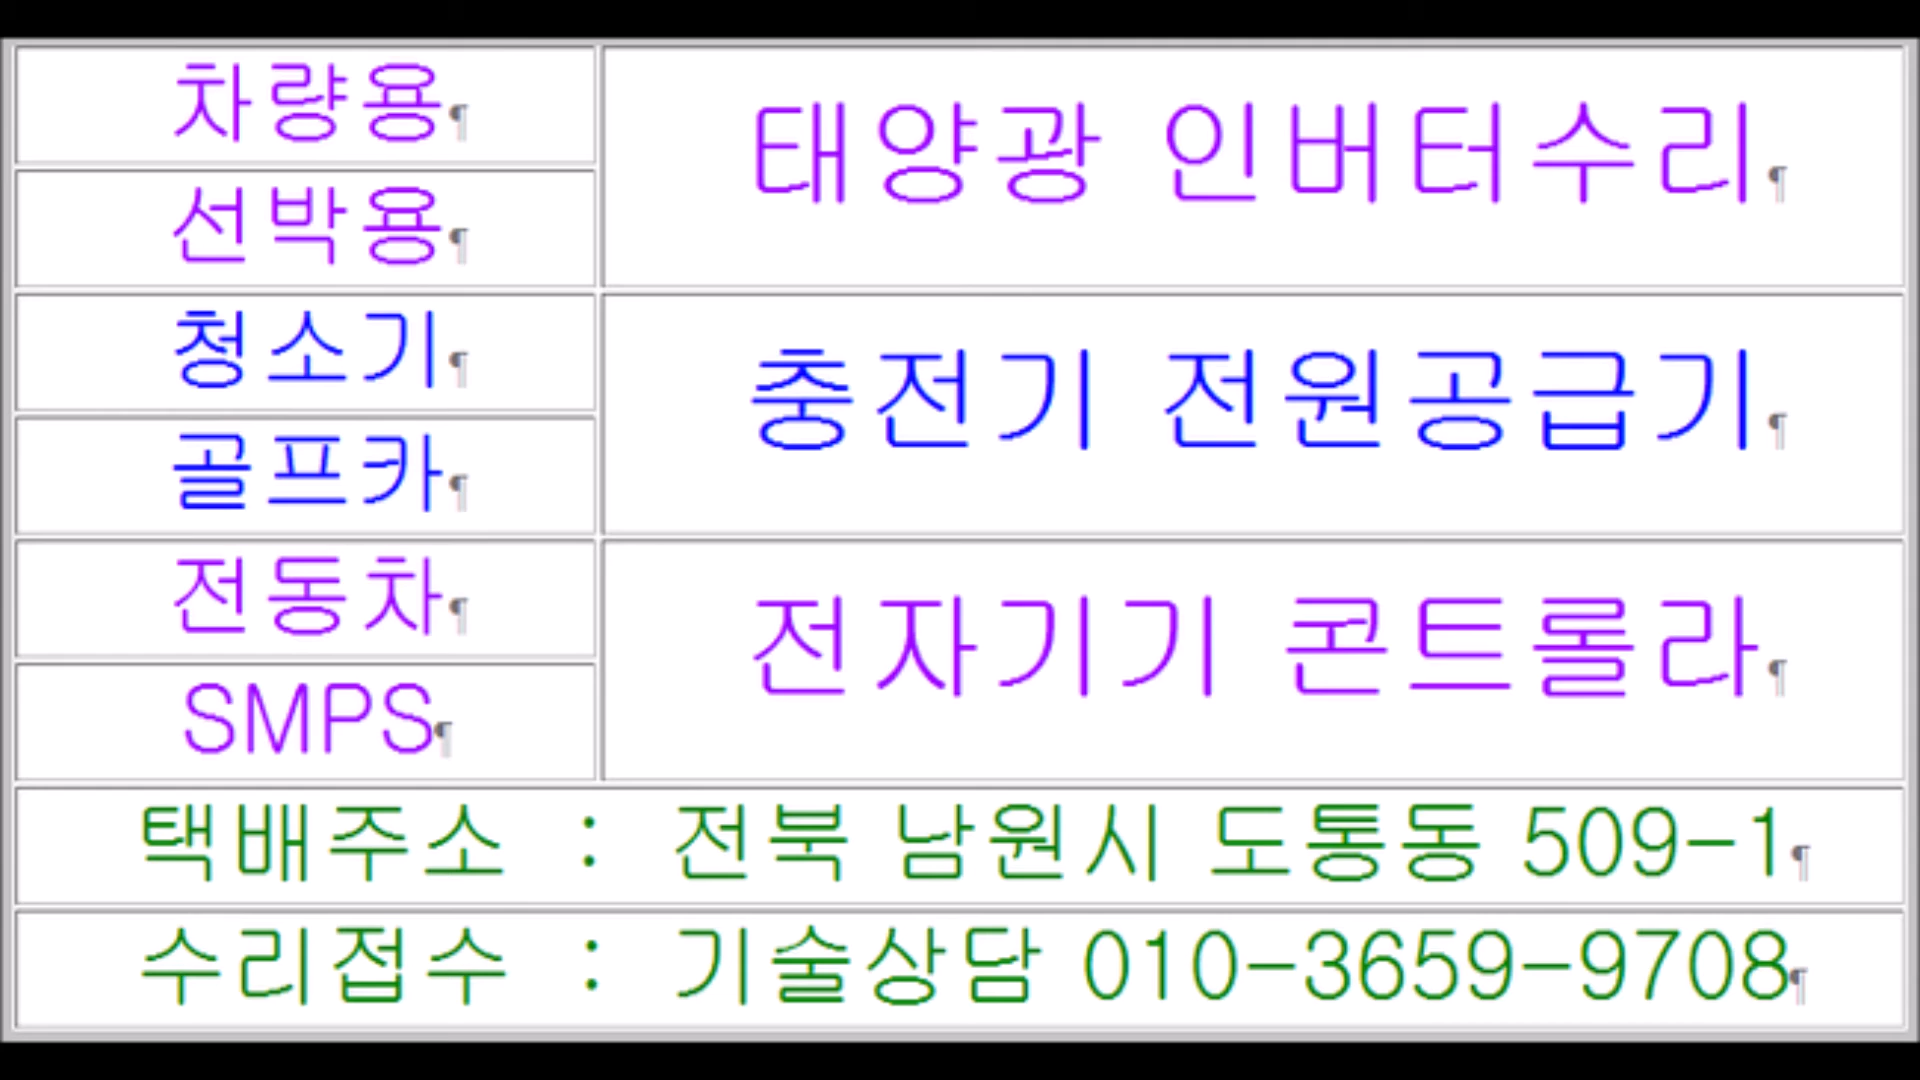 차량용
태양광 인버터수리
선박용
청소기
충전기 전원공급기
골프카
전동차
전자기기 콘트롤라
SMPS
택배주소 : 전북 남원시 도통동 509-1
수리접수 : 기술상담 010-3659-9708